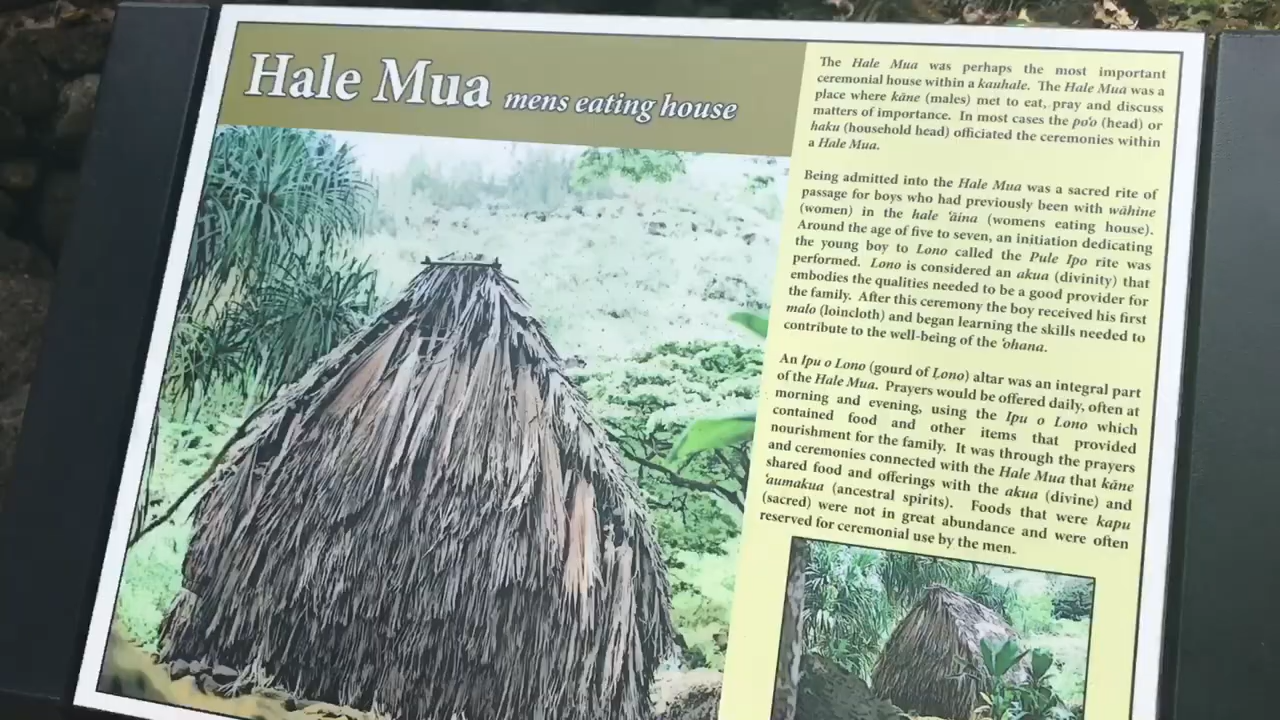 Hale Mua mens eating house
The Hale Mua was perhaps the most important
ceremonial house within a kauhale. The Hale Mua was a
place where kāne (males) met to eat, pray and discuss
matters of importance. In most cases the po'o (head) or
haku (household head) officiated the ceremonies within
a Hale Mua.
Being admitted into the Hale Mua was a sacred rite of
passage for boys who had previously been with wāhine
(women) in the hale 'āina (womens eating house).
Around the age of five to seven, an initiation dedicating
the young boy to Lono called the Pule Ipo rite was
performed. Lono is considered an akua (divinity) that
embodies the qualities needed to be a good provider for
the family. After this ceremony the boy received his first
malo (loincloth) and began learning the skills needed to
contribute to the well-being of the 'ohana.
An Ipu o Lono (gourd of Lono) altar was an integral part
of the Hale Mua. Prayers would be offered daily, often at
morning and evening, using the Ipu o Lono which
contained food and other items that provided
nourishment for the family. It was through the prayers
and ceremonies connected with the Hale Mua that kāne
shared food and offerings with the akua (divine) and
'aumakua (ancestral spirits). Foods that were kapu
(sacred) were not in great abundance and were often
reserved for ceremonial use by the men.